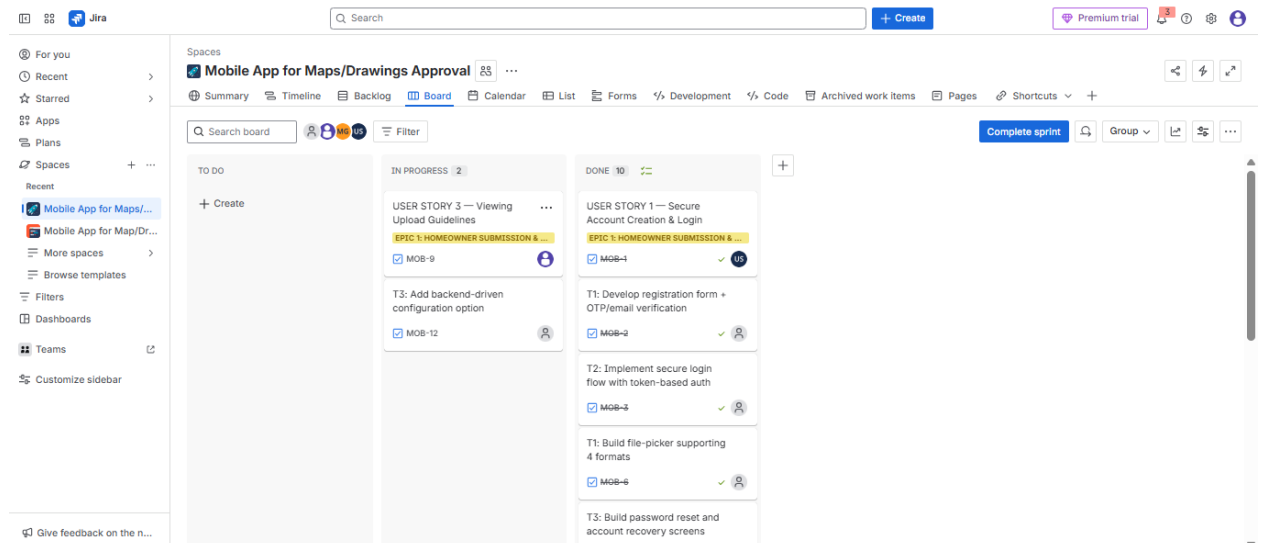 Jira
Search
+ Create
Premium trial
3
For you
Recent
Starred
Apps
Plans
Spaces
Recent
Mobile App for Maps/...
Mobile App for Map/Dr...
More spaces
Browse templates
Filters
Dashboards
Teams
Customize sidebar
Give feedback on the n...
Spaces
Mobile App for Maps/Drawings Approval
Summary Timeline Backlog Board Calendar List Forms Development Code Archived work items Pages Shortcuts
Search board
MG US
Filter
Complete sprint
Group
TO DO
+ Create
IN PROGRESS 2
USER STORY 3 — Viewing
Upload Guidelines
EPIC 1: HOMEOWNER SUBMISSION & ...
MOB-9
T3: Add backend-driven
configuration option
MOB-12
DONE 10
USER STORY 1 — Secure
Account Creation & Login
EPIC 1: HOMEOWNER SUBMISSION & ...
MOB-1
US
T1: Develop registration form +
OTP/email verification
MOB-2
T2: Implement secure login
flow with token-based auth
MOB-3
T1: Build file-picker supporting
4 formats
MOB-6
T3: Build password reset and
account recovery screens